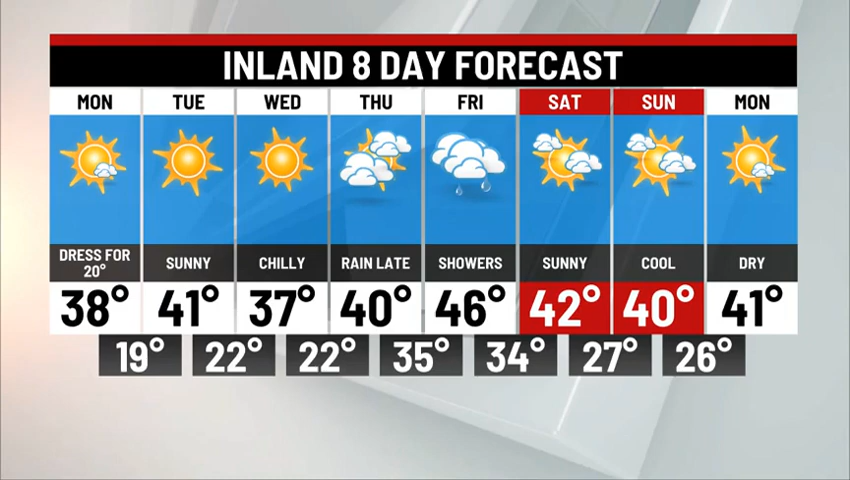 INLAND 8 DAY FORECAST
MON TUE WED THU FRI SAT SUN MON
DRESS FOR
20° SUNNY CHILLY RAIN LATE SHOWERS SUNNY COOL DRY
38° 41° 37° 40° 46° 42° 40° 41°
19° 22° 22° 35° 34° 27° 26°